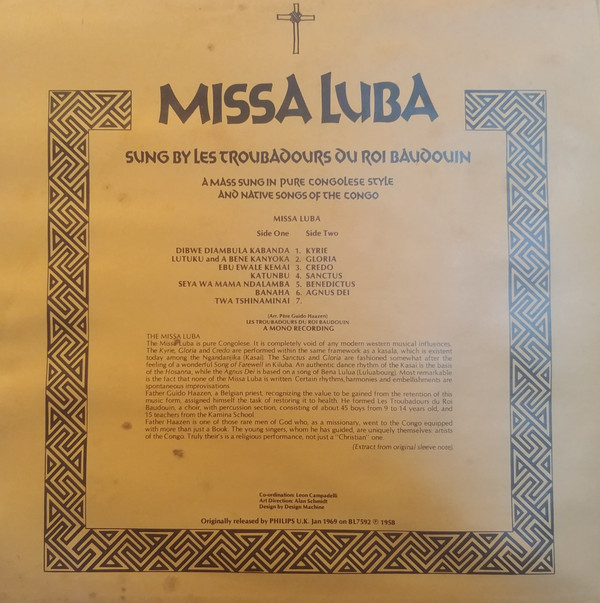 MISSA LUBA
SUNG BY LES TROUBADOURS DU ROI BAUDOUIN
A MASS SUNG IN PURE CONGOLESE STYLE
AND NATIVE SONGS OF THE CONGO
MISSA LUBA
Side One Side Two
DIBWE DIAMBULA KABANDA 1. KYRIE
LUTUKU and A BENE KANYOKA 2. GLORIA
EBU EWALE KEMAI 3. CREDO
KATUNBU 4. SANCTUS
SEYA WA MAMA NDALAMBA 5. BENEDICTUS
BANAHA 6. AGNUS DEI
TWA TSHINAMINAI 7.
(Arr. Père Guido Haazen)
LES TROUBADOURS DU ROI BAUDOUIN
A MONO RECORDING
THE MISSA LUBA
The Missa Luba is pure Congolese. It is completely void of any modern western musical influences.
The Kyrie, Gloria and Credo are performed within the same framework as a kasala, which is existent
today among the Ngandanjika (Kasai). The Sanctus and Gloria are fashioned somewhat after the
feeling of a wonderful Song of Farewell in Kiluba. An authentic dance rhythm of the Kasai is the basis
of the Hosanna, while the Agnus Dei is based on a song of Bena Lulua (Luluabourg). Most remarkable
is the fact that none of the Missa Luba is written. Certain rhythms, harmonies and embellishments are
spontaneous improvisations.
Father Guido Haazen, a Belgian priest, recognizing the value to be gained from the retention of this
music form, assigned himself the task of restoring it to health. He formed Les Troubadours du Roi
Baudouin, a choir, with percussion section, consisting of about 45 boys from 9 to 14 years old, and
15 teachers from the Kamina School.
Father Haazen is one of those rare men of God who, as a missionary, went to the Congo equipped
with more than just a Book. The young singers, whom he has guided, are uniquely themselves: artists
of the Congo. Truly their's is a religious performance, not just a "Christian" one.
(Extract from original sleeve note).
Co-ordination: Leon Campadelli
Art Direction: Alan Schmidt
Design by Design Machine
Originally released by PHILIPS U.K. Jan 1969 on BL7592 ℗ 1958